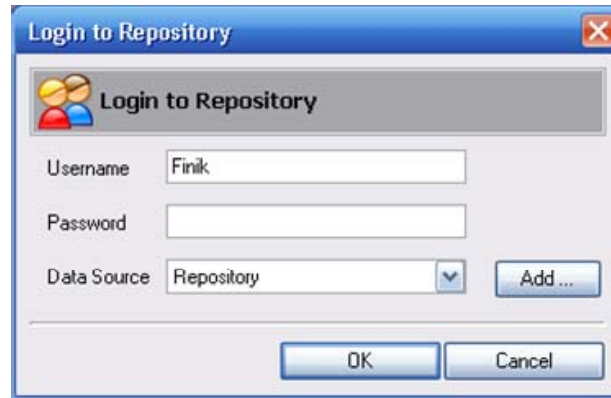 Login to Repository
Login to Repository
Username Finik
Password
Data Source Repository Add ...
OK Cancel